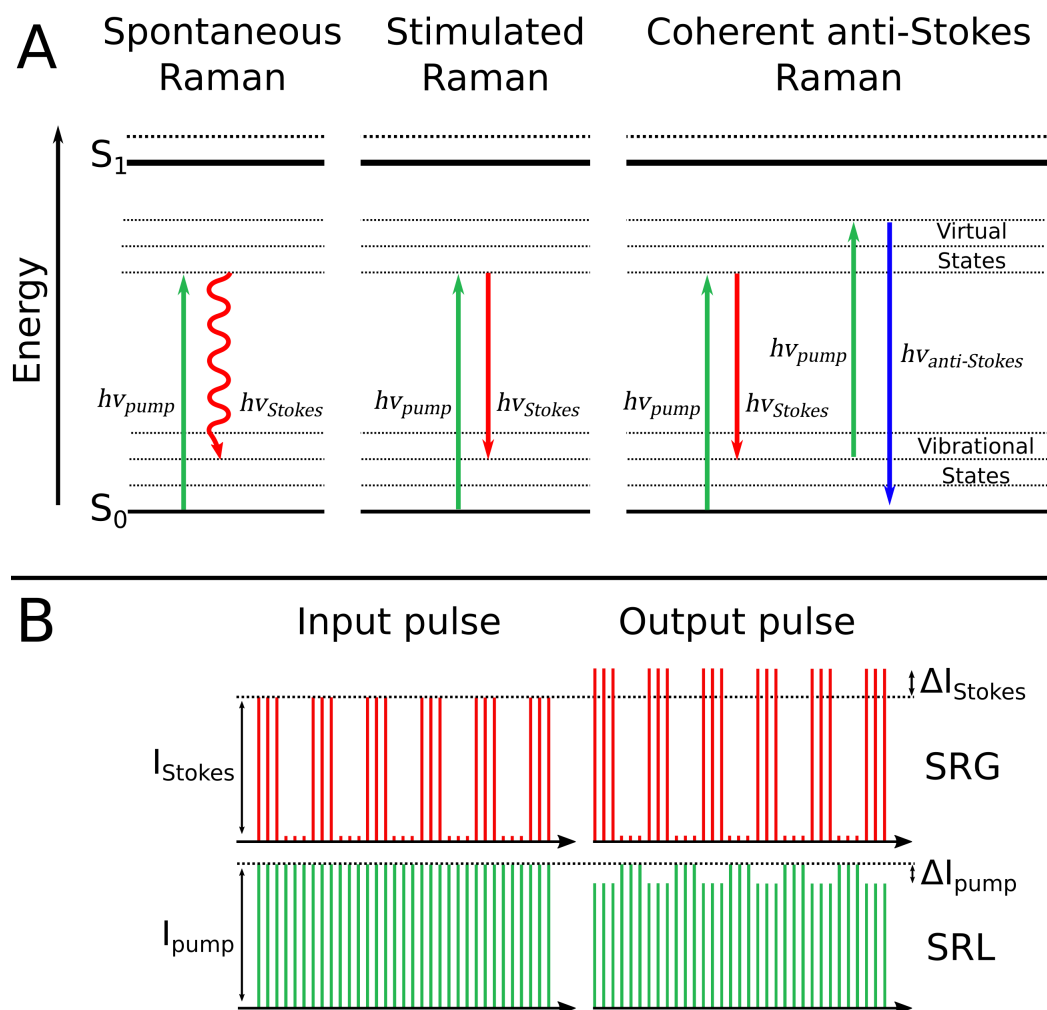 A
Spontaneous
Raman
Stimulated
Raman
Coherent anti-Stokes
Raman
Energy
S1
S0
hνpump
hνStokes
hνpump
hνStokes
hνpump
hνStokes
hνpump
hνanti-Stokes
Virtual
States
Vibrational
States
B
Input pulse
Output pulse
IStokes
ΔIStokes
SRG
Ipump
ΔIpump
SRL